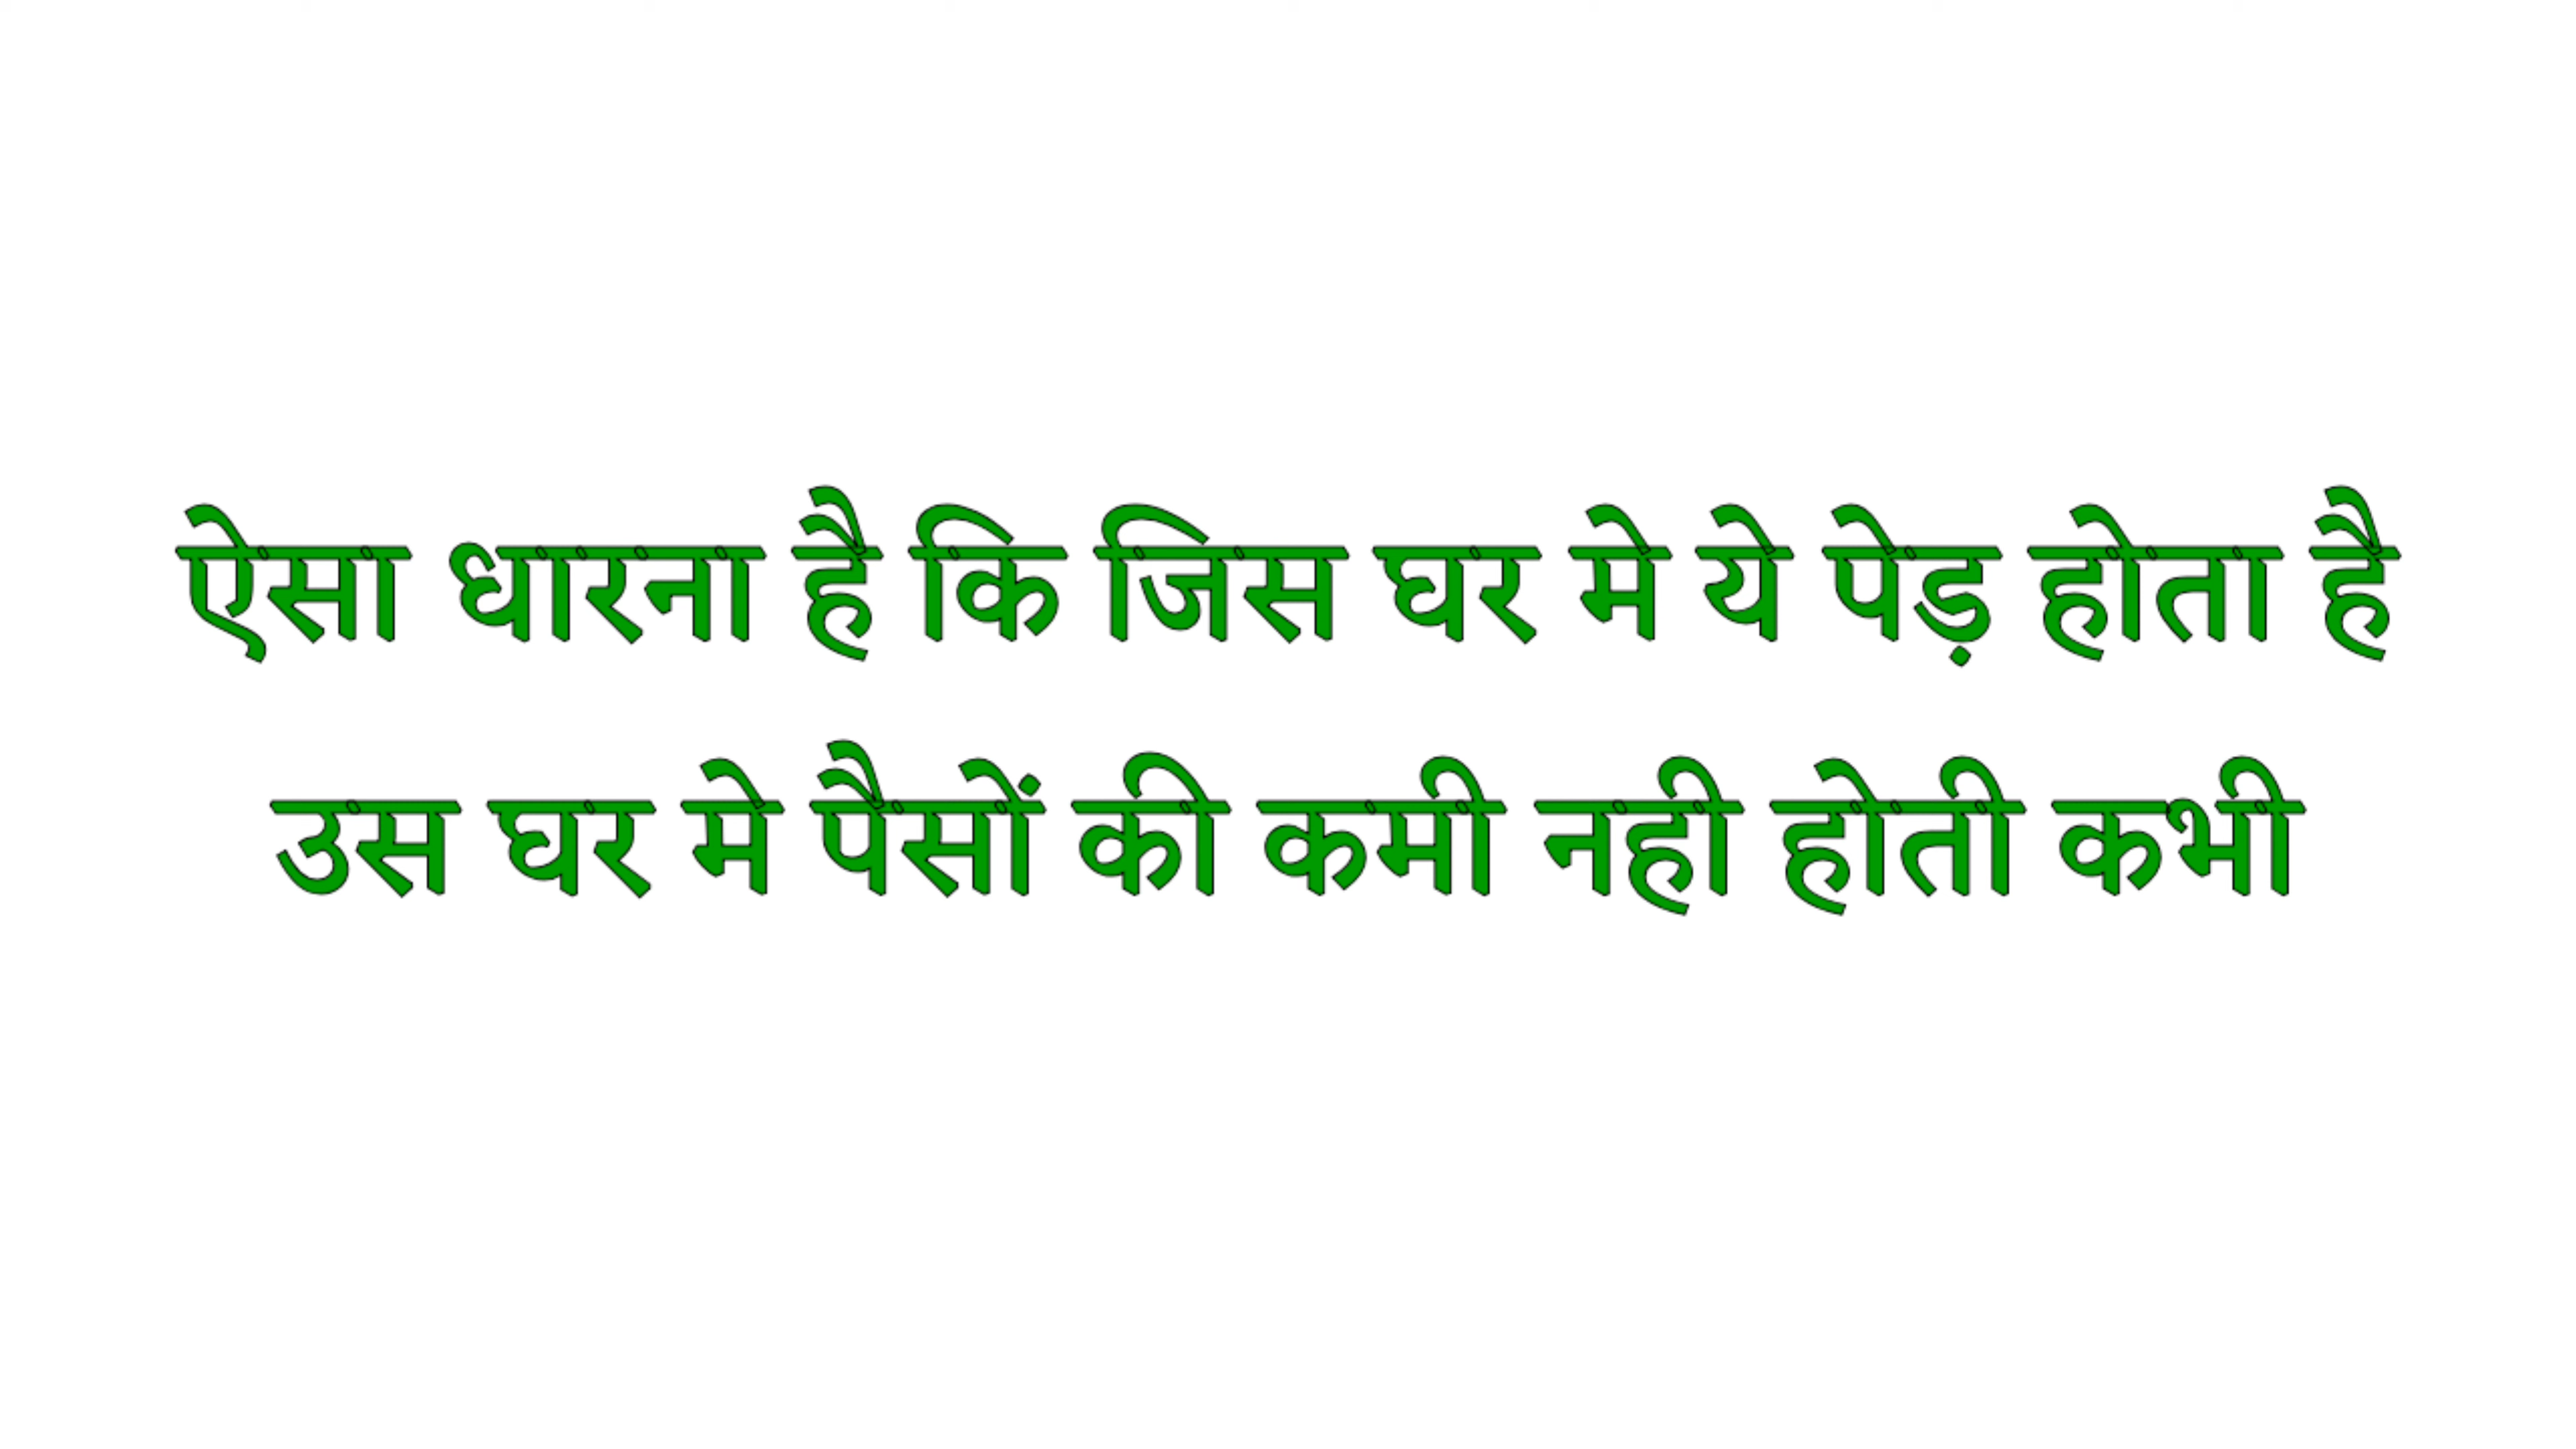 ऐसा धारना है कि जिस घर मे ये पेड़ होता है
उस घर मे पैसों की कमी नही होती कभी